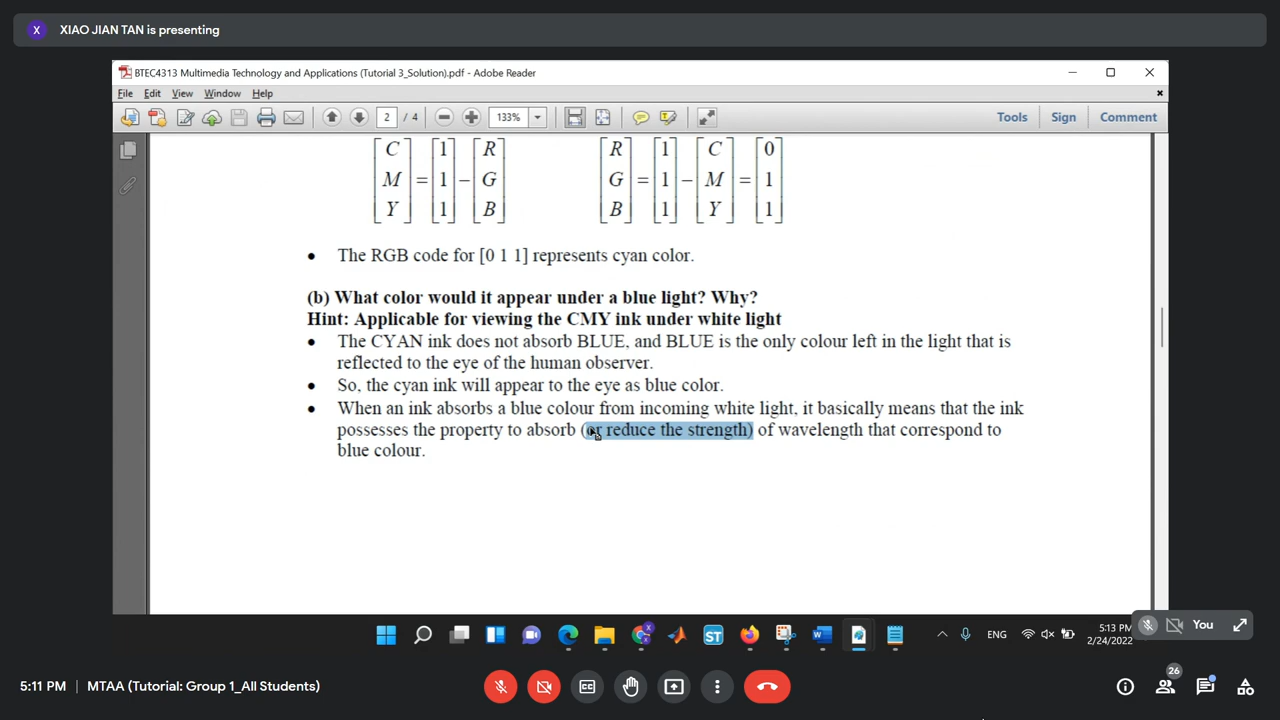 X XIAO JIAN TAN is presenting
BTEC4313 Multimedia Technology and Applications (Tutorial 3_Solution).pdf - Adobe Reader
File Edit View Window Help
2 / 4 133% Tools Sign Comment
[C M Y] = [1 1 1] − [R G B] [R G B] = [1 1 1] − [C M Y] = [0 1 1]
• The RGB code for [0 1 1] represents cyan color.
(b) What color would it appear under a blue light? Why?
Hint: Applicable for viewing the CMY ink under white light
• The CYAN ink does not absorb BLUE, and BLUE is the only colour left in the light that is
reflected to the eye of the human observer.
• So, the cyan ink will appear to the eye as blue color.
• When an ink absorbs a blue colour from incoming white light, it basically means that the ink
possesses the property to absorb (or reduce the strength) of wavelength that correspond to
blue colour.
ST ENG 5:13 PM
2/24/2022
You
5:11 PM | MTAA (Tutorial: Group 1_All Students) 26